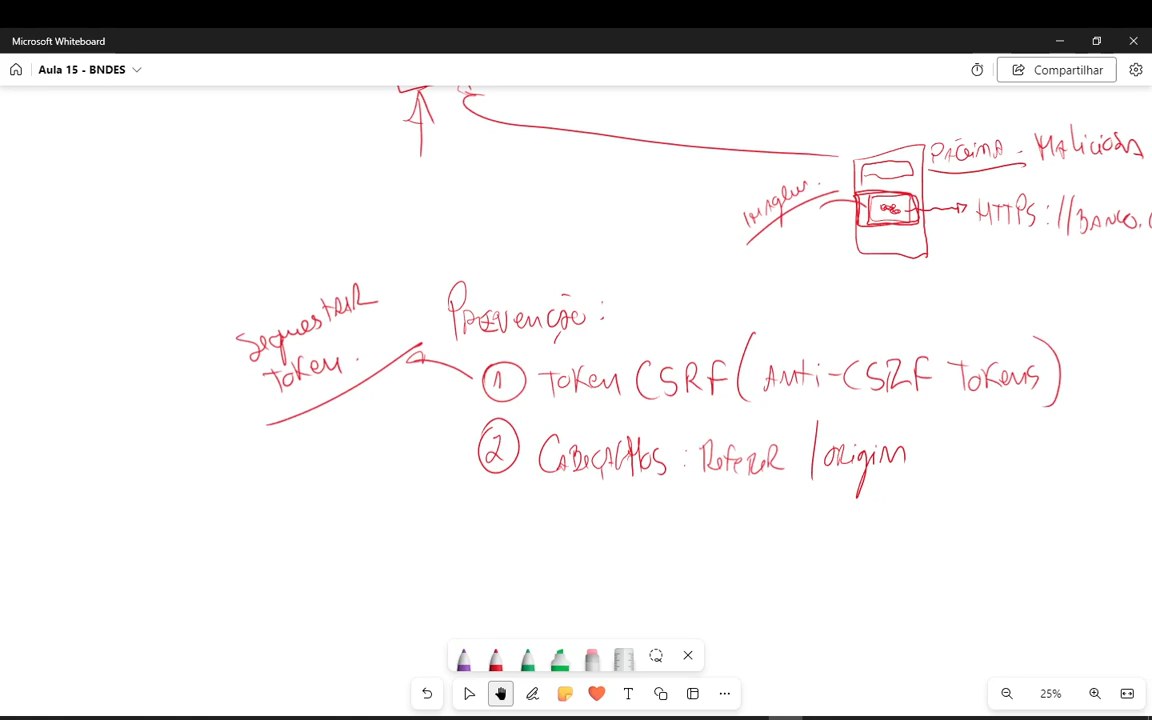 Microsoft Whiteboard
Aula 15 - BNDES
Compartilhar
Página - Maliciosa
Imagem.
HTTPS://BANCO.
Sequestrar
Token.
Prevenção:
① Token CSRF (Anti-CSRF Tokens)
② Cabeçalhos: Referer / origin
25%